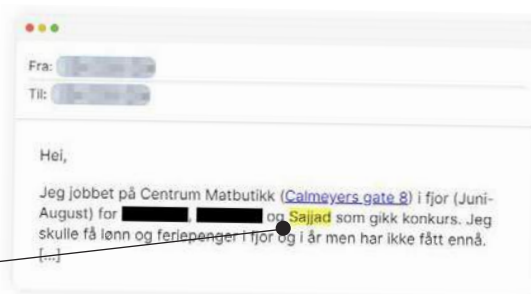 Fra:
Til:
Hei,
Jeg jobbet på Centrum Matbutikk (Calmeyers gate 8) i fjor (Juni-
August) for , og Sajjad som gikk konkurs. Jeg
skulle få lønn og feriepenger i fjor og i år men har ikke fått ennå.
[...]